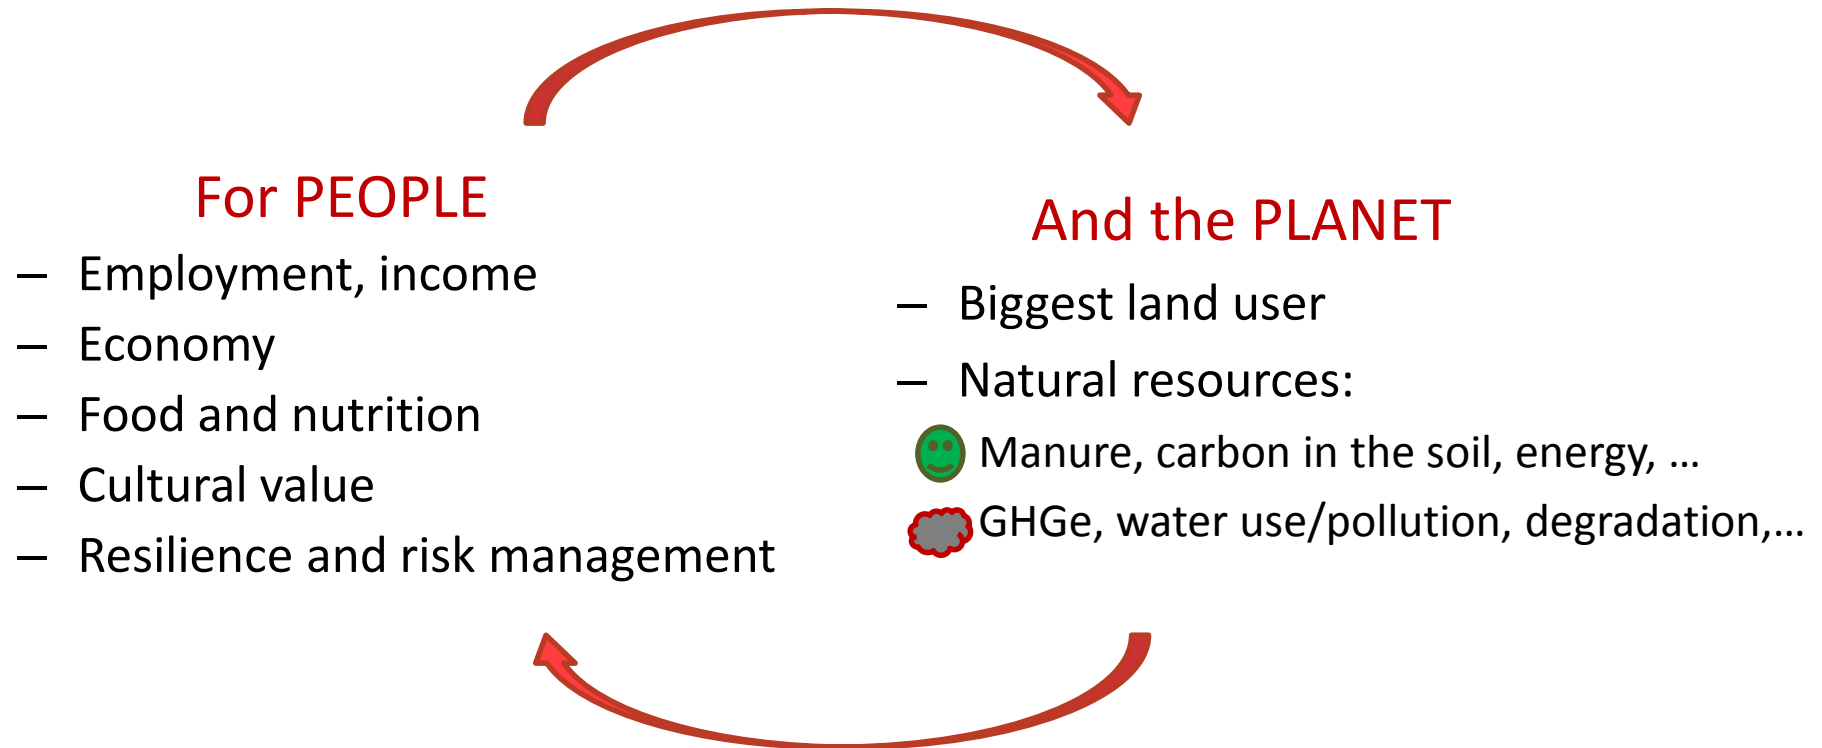 For PEOPLE
– Employment, income
– Economy
– Food and nutrition
– Cultural value
– Resilience and risk management
And the PLANET
– Biggest land user
– Natural resources:
Manure, carbon in the soil, energy, …
GHGe, water use/pollution, degradation,…